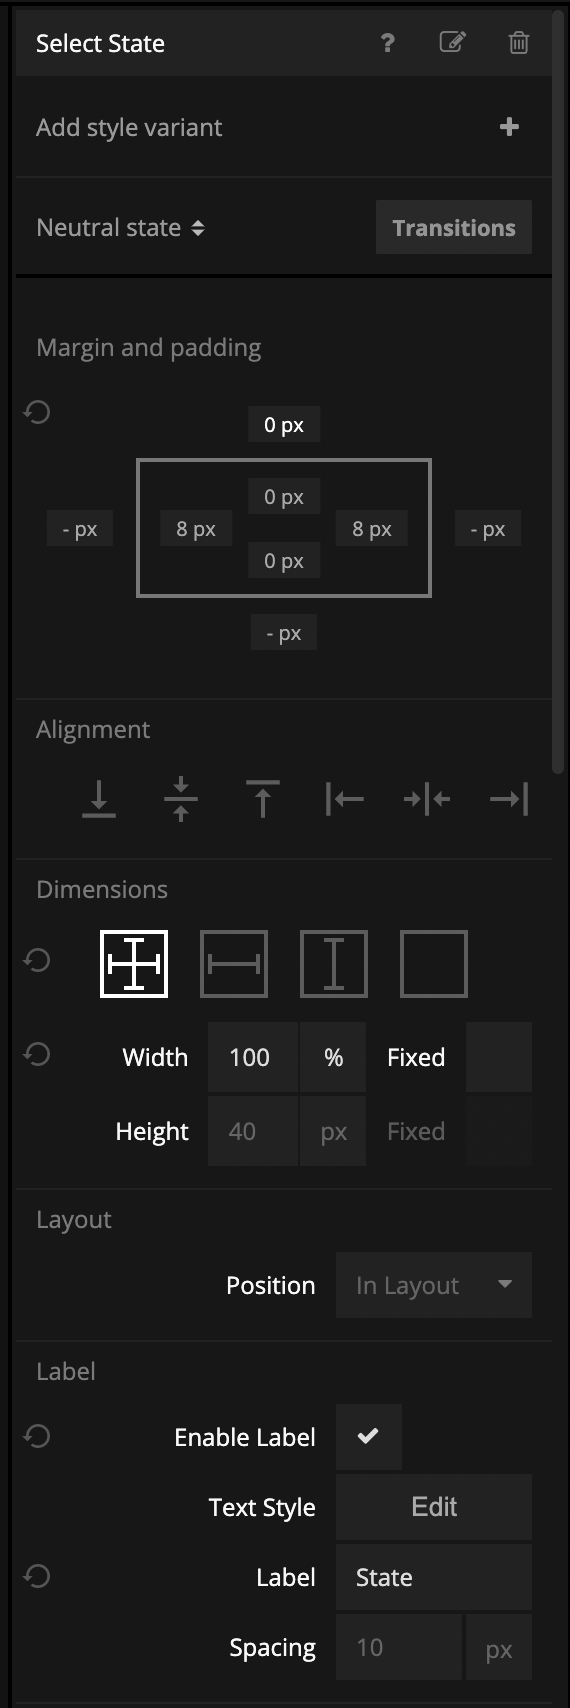 Select State ?
Add style variant +
Neutral state Transitions
Margin and padding
0 px
0 px
- px 8 px 8 px - px
0 px
- px
Alignment
Dimensions
Width 100 % Fixed
Height 40 px Fixed
Layout
Position In Layout
Label
Enable Label
Text Style Edit
Label State
Spacing 10 px